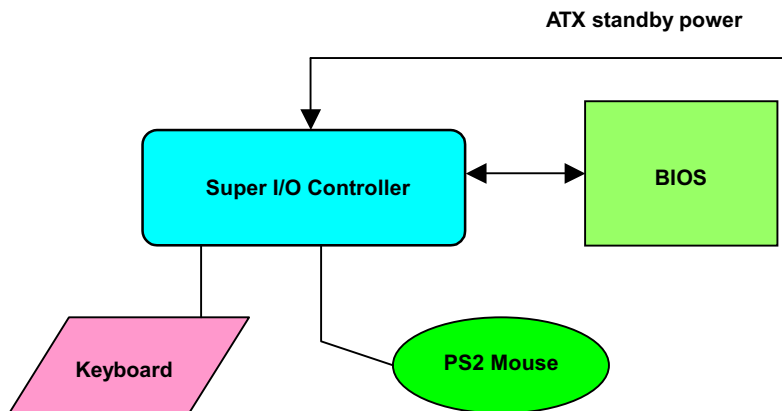 ATX standby power
Super I/O Controller
BIOS
Keyboard
PS2 Mouse